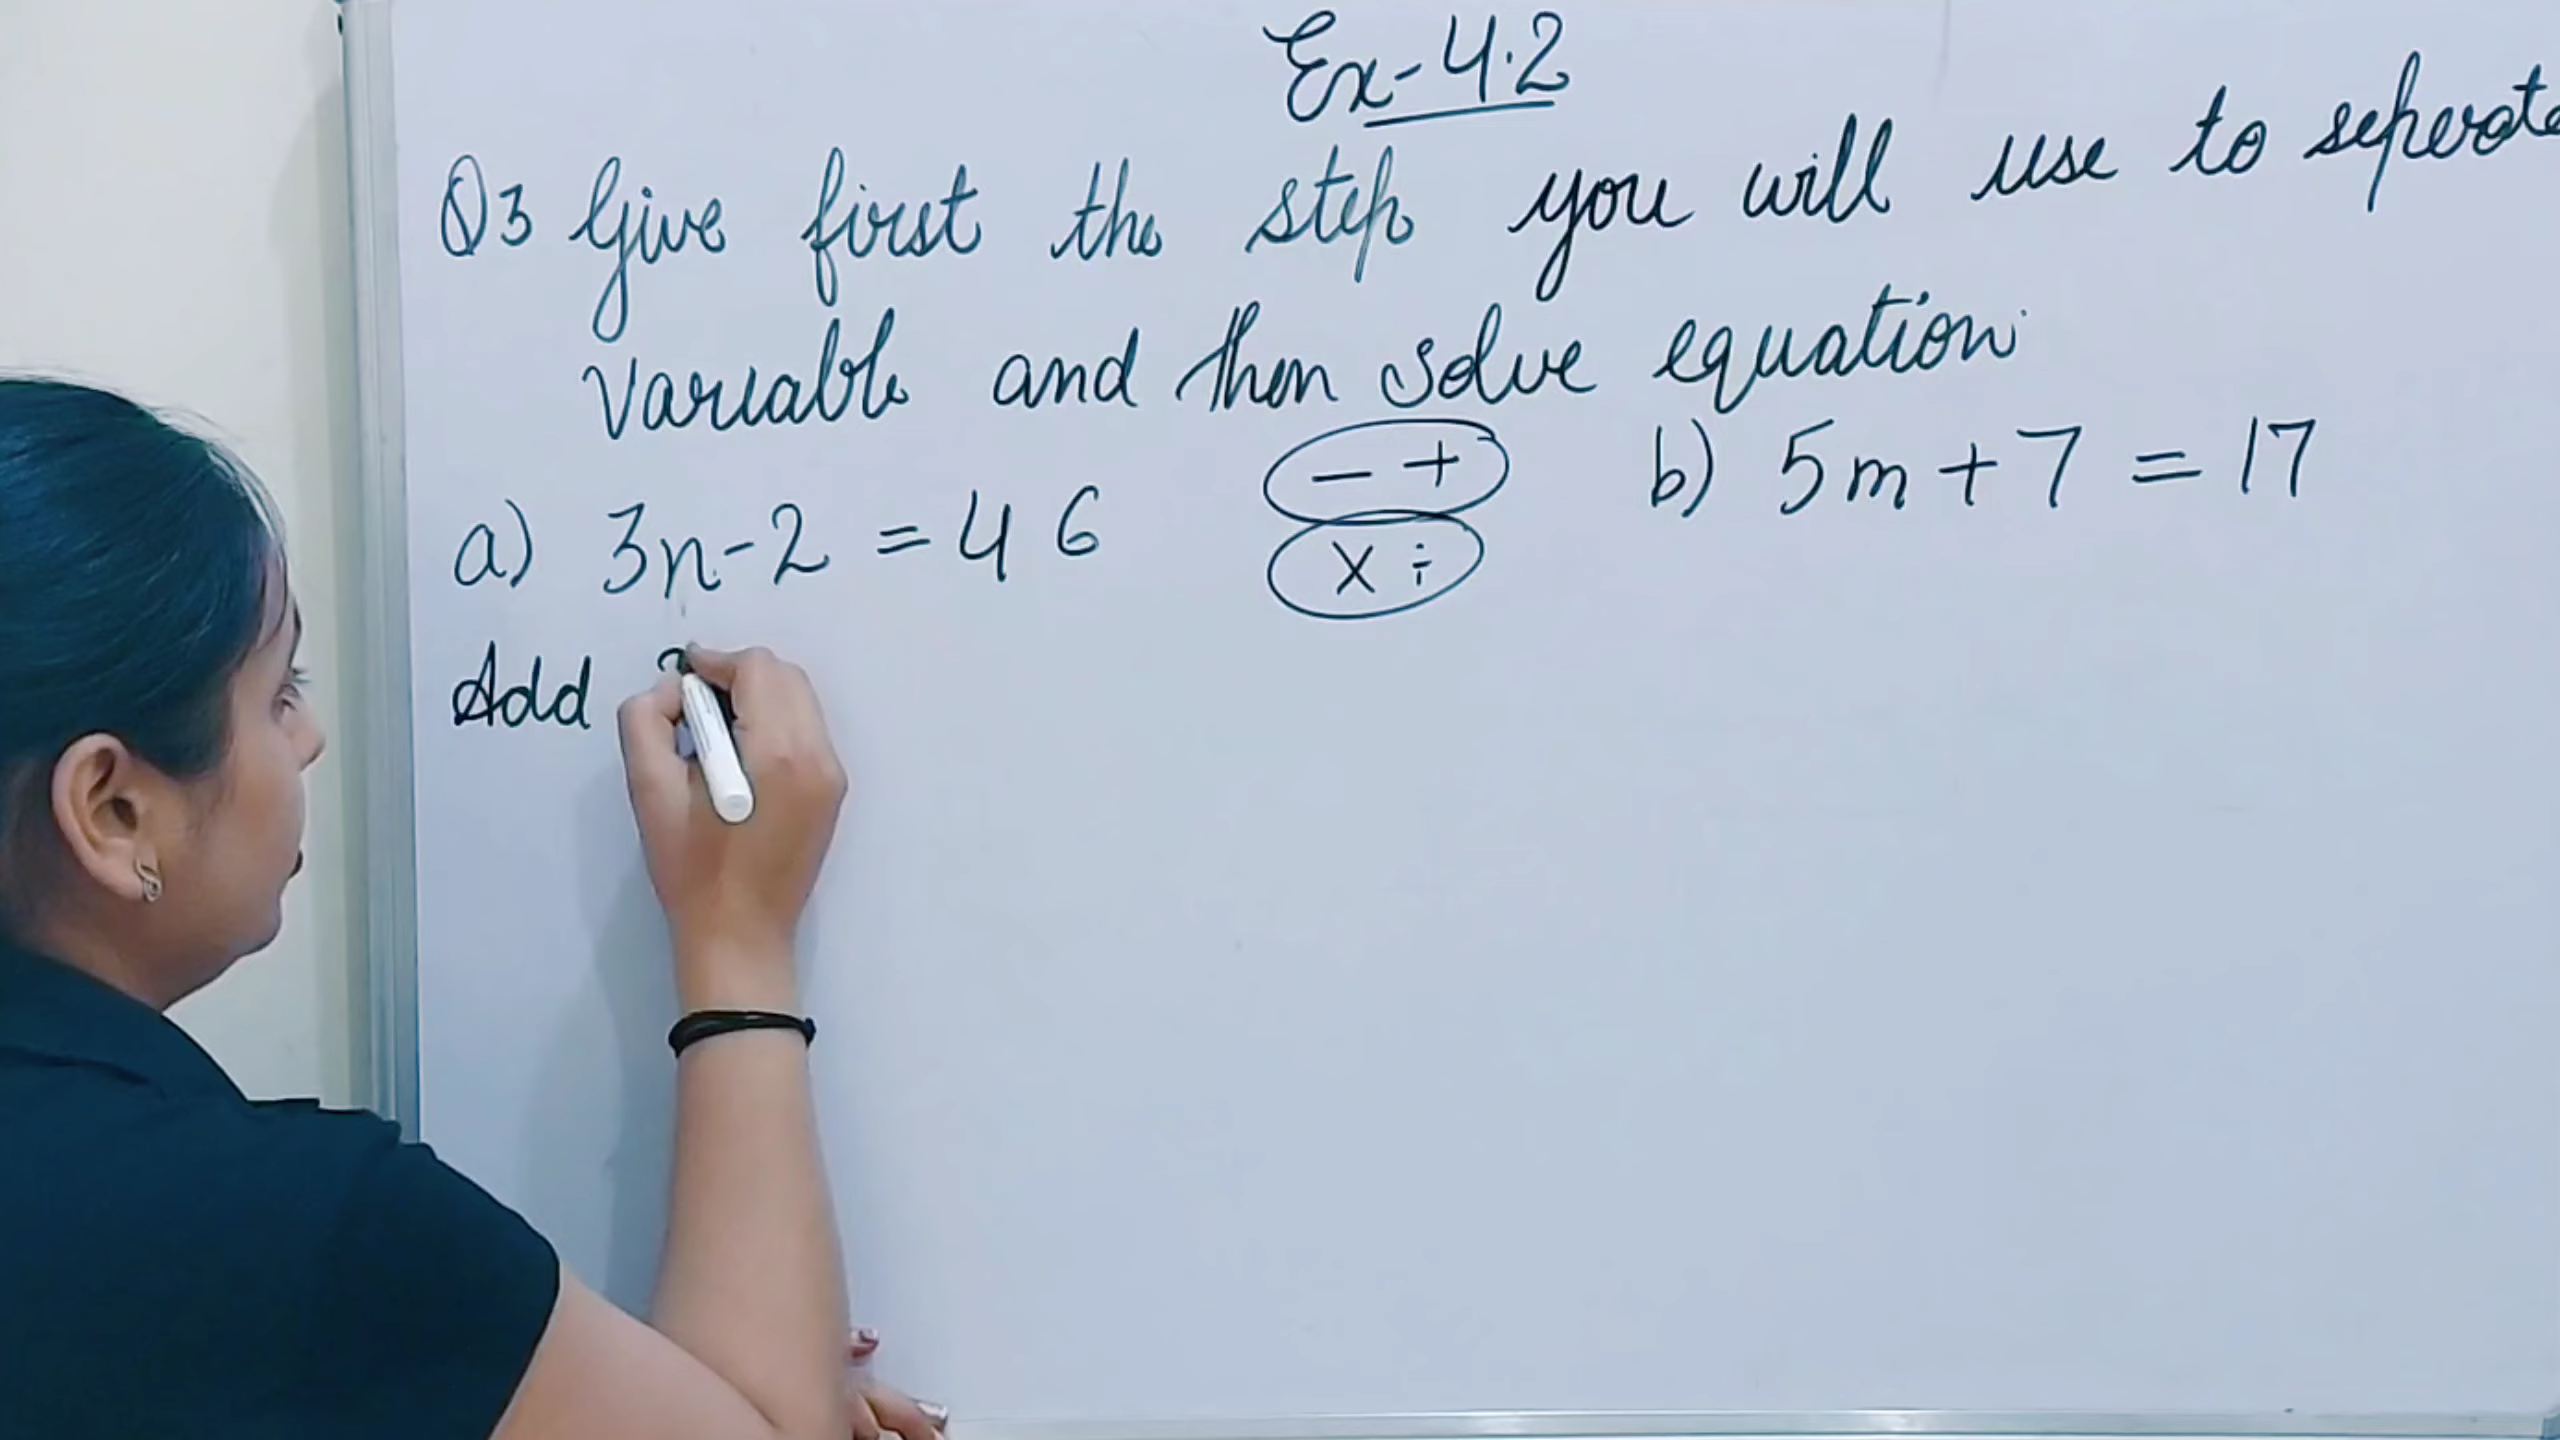 Ex-4.2
Q3 Give first the step you will use to seperate
variable and then solve equation.
a) 3n-2 = 46
- +
× ÷
b) 5m+7 = 17
Add